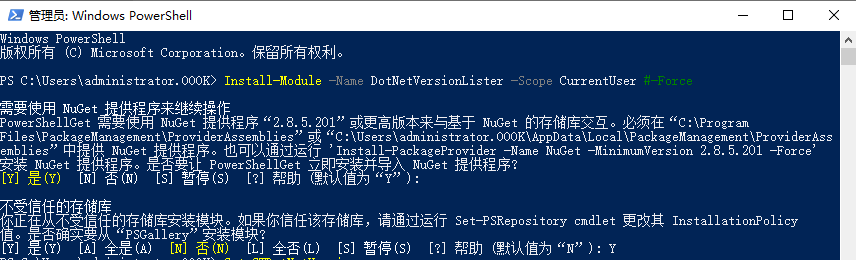 管理员: Windows PowerShell
Windows PowerShell
版权所有 (C) Microsoft Corporation。保留所有权利。
PS C:\Users\administrator.000K> Install-Module -Name DotNetVersionLister -Scope CurrentUser #-Force
需要使用 NuGet 提供程序来继续操作
PowerShellGet 需要使用 NuGet 提供程序“2.8.5.201”或更高版本来与基于 NuGet 的存储库交互。必须在“C:\Program
Files\PackageManagement\ProviderAssemblies”或“C:\Users\administrator.000K\AppData\Local\PackageManagement\ProviderAss
emblies”中提供 NuGet 提供程序。也可以通过运行 'Install-PackageProvider -Name NuGet -MinimumVersion 2.8.5.201 -Force'
安装 NuGet 提供程序。是否要让 PowerShellGet 立即安装并导入 NuGet 提供程序?
[Y] 是(Y)  [N] 否(N)  [S] 暂停(S)  [?] 帮助 (默认值为“Y”):
不受信任的存储库
你正在从不受信任的存储库安装模块。如果你信任该存储库，请通过运行 Set-PSRepository cmdlet 更改其 InstallationPolicy
值。是否确实要从“PSGallery”安装模块?
[Y] 是(Y)  [A] 全是(A)  [N] 否(N)  [L] 全否(L)  [S] 暂停(S)  [?] 帮助 (默认值为“N”): Y